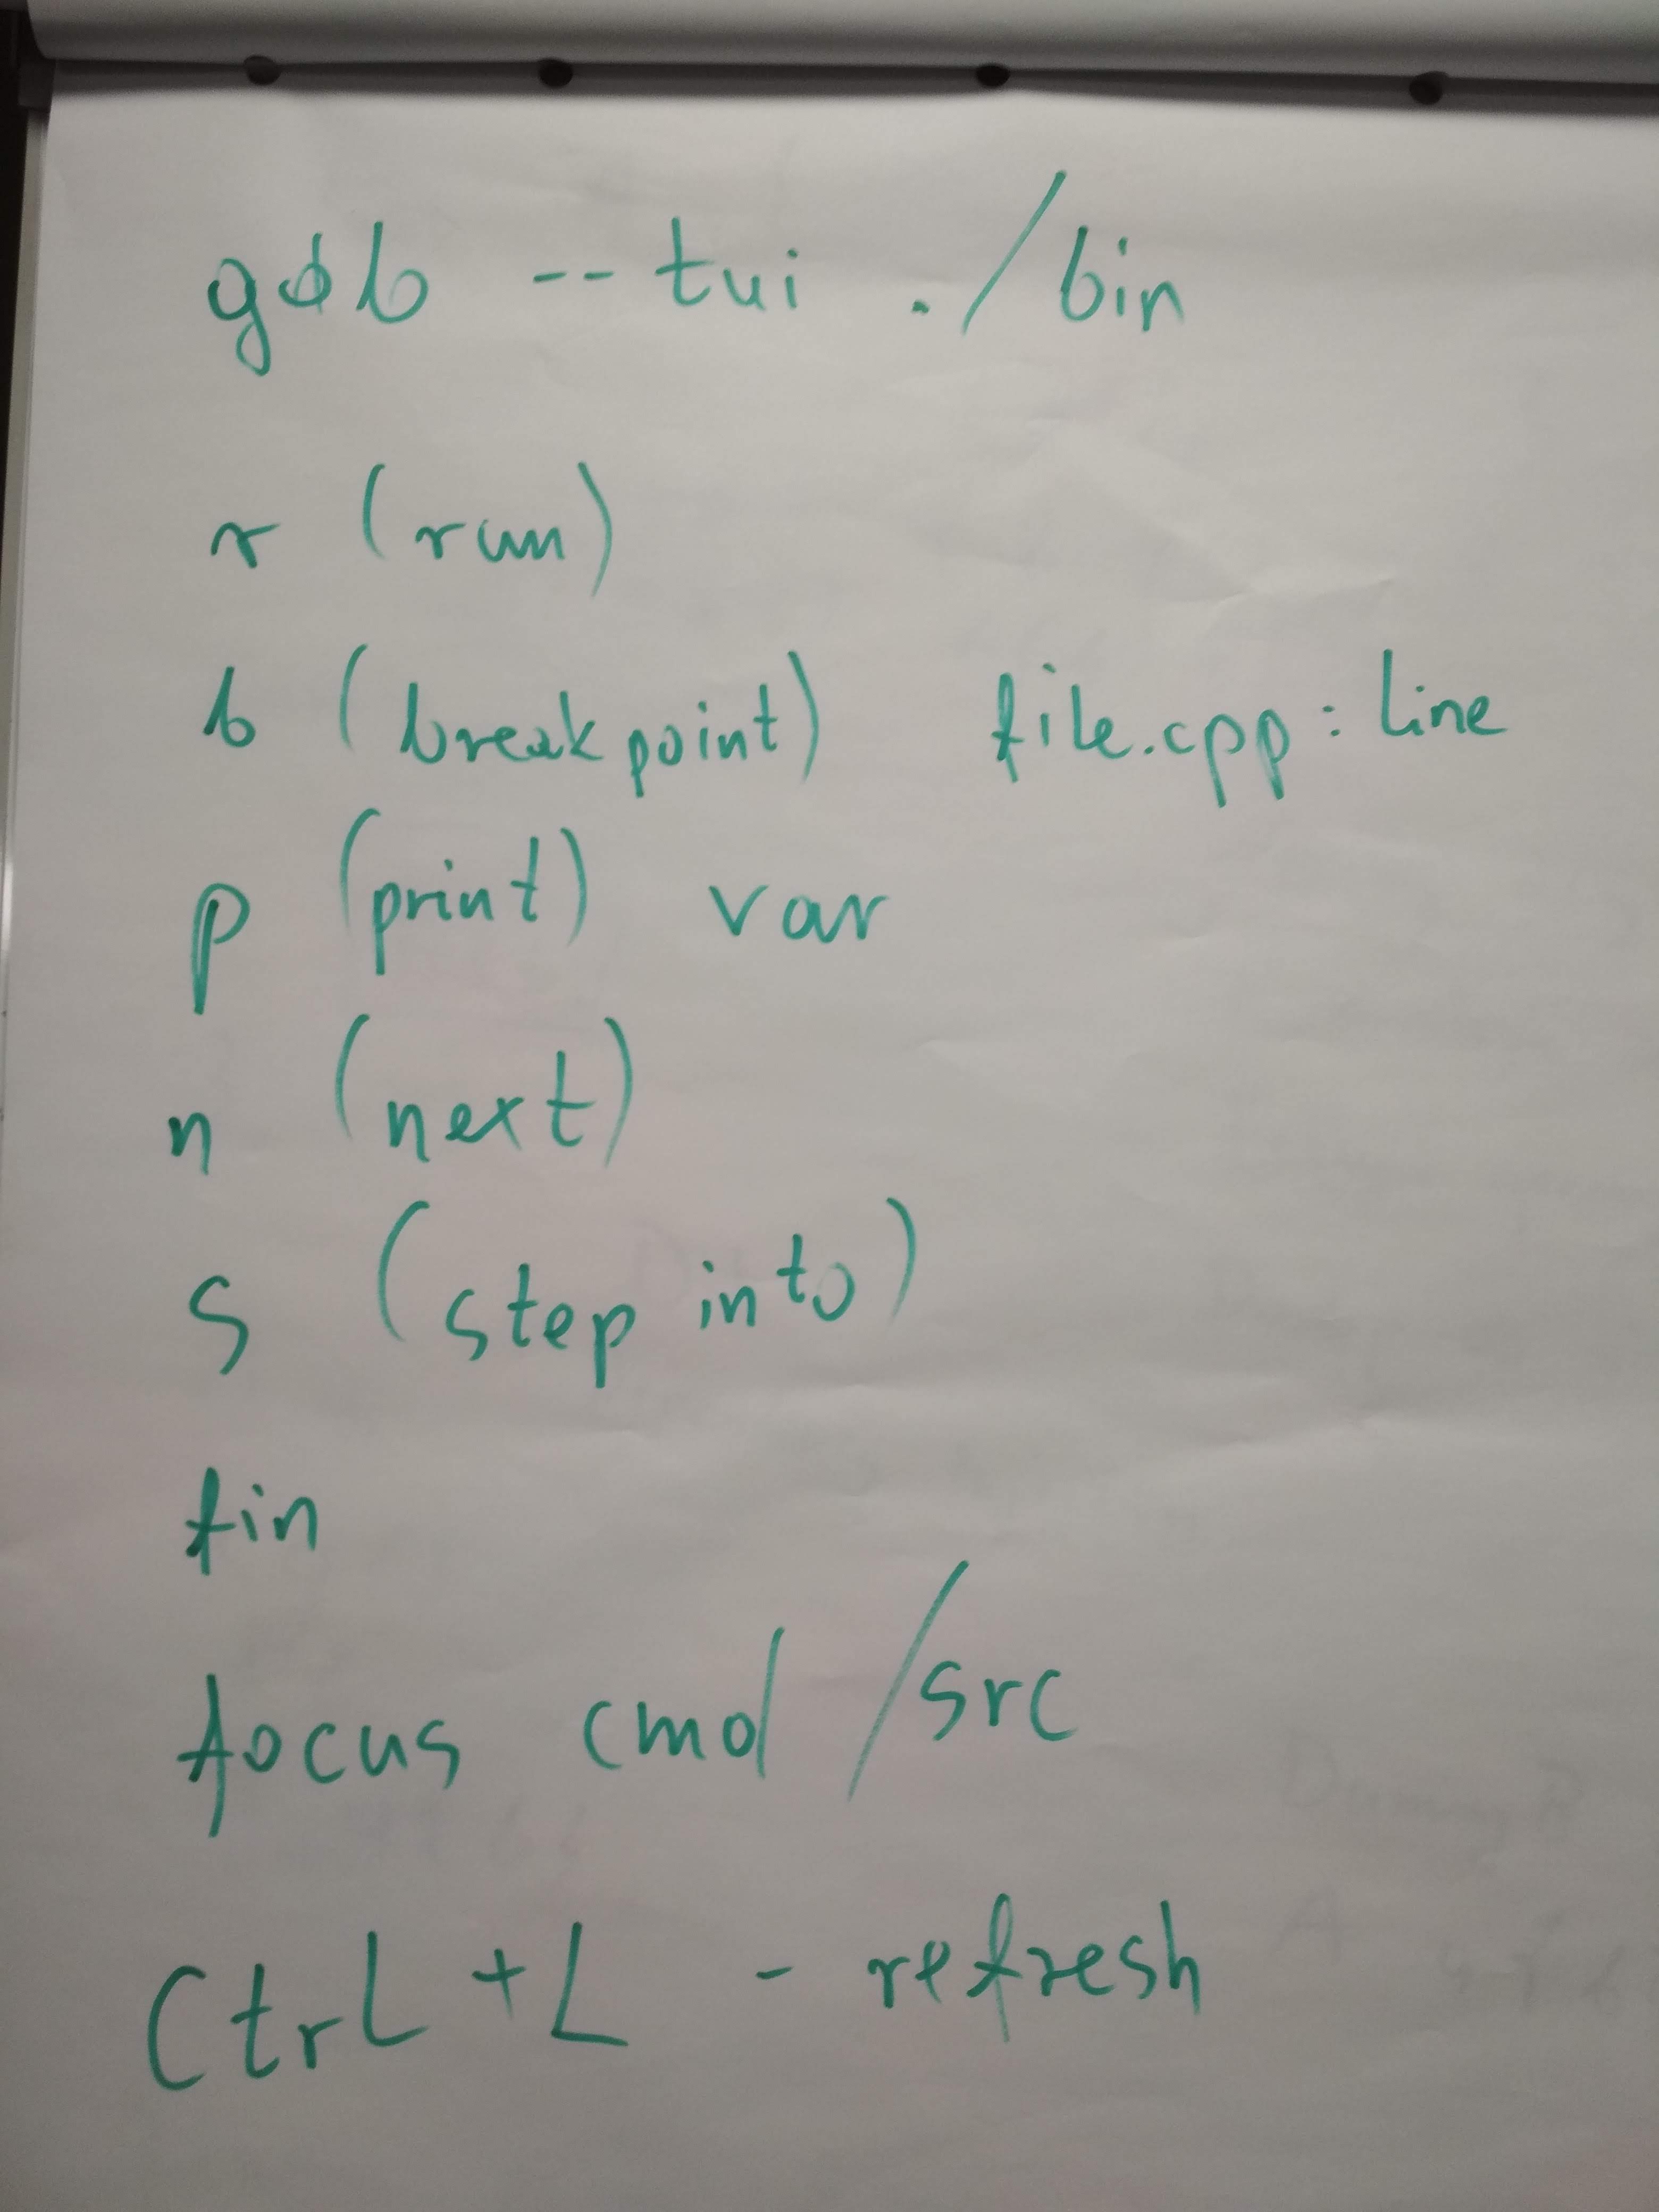 gdb --tui ./bin
r (run)
b (breakpoint) file.cpp:line
p (print) var
n (next)
s (step into)
fin
focus cmd/src
Ctrl+L - refresh